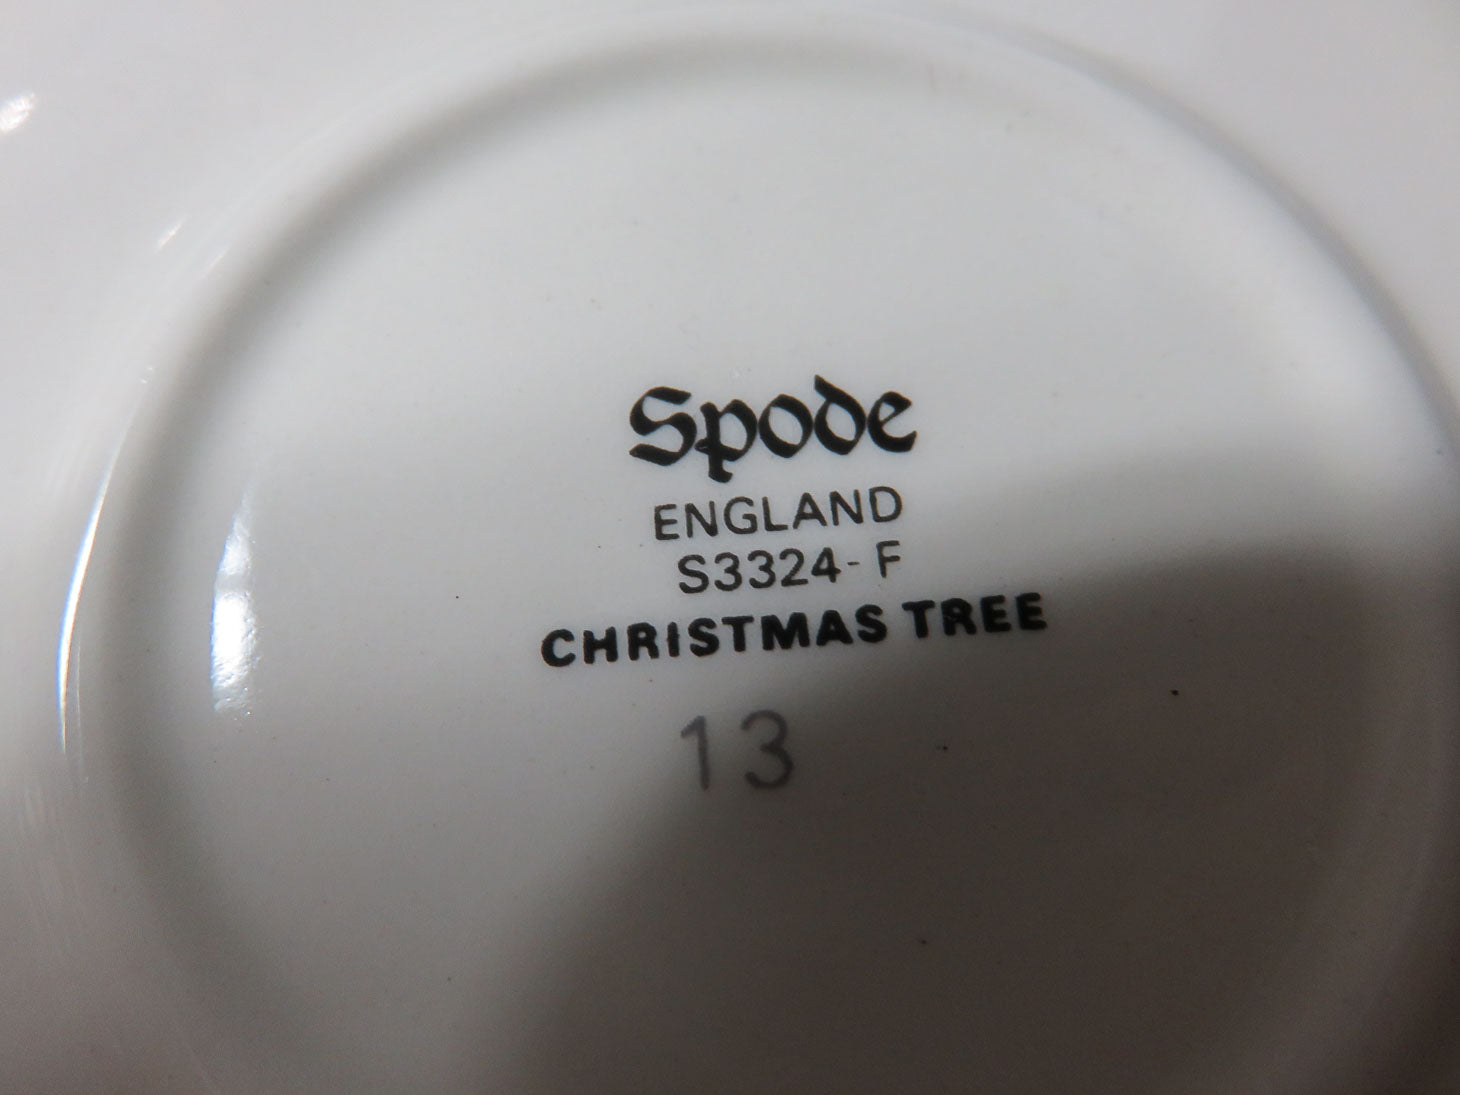 Spode
ENGLAND
S3324-F
CHRISTMAS TREE
13